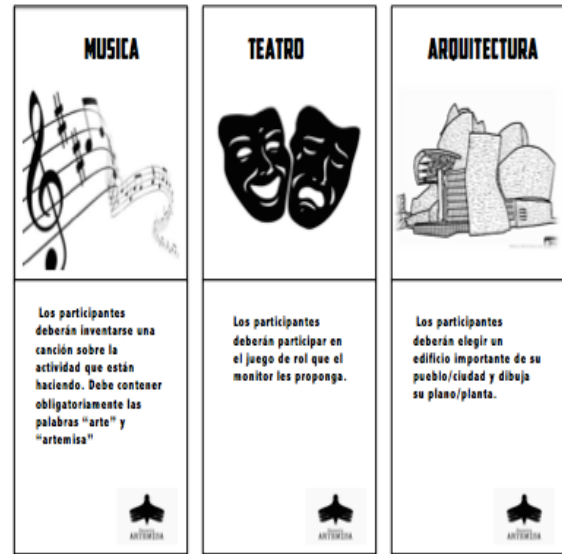 MUSICA
Los participantes
deberán inventarse una
canción sobre la
actividad que están
haciendo. Debe contener
obligatoriamente las
palabras “arte” y
“artemisa”
ARTEMISA
TEATRO
Los participantes
deberán participar en
el juego de rol que el
monitor les proponga.
ARTEMISA
ARQUITECTURA
Los participantes
deberán elegir un
edificio importante de su
pueblo/ciudad y dibuja
su plano/planta.
ARTEMISA